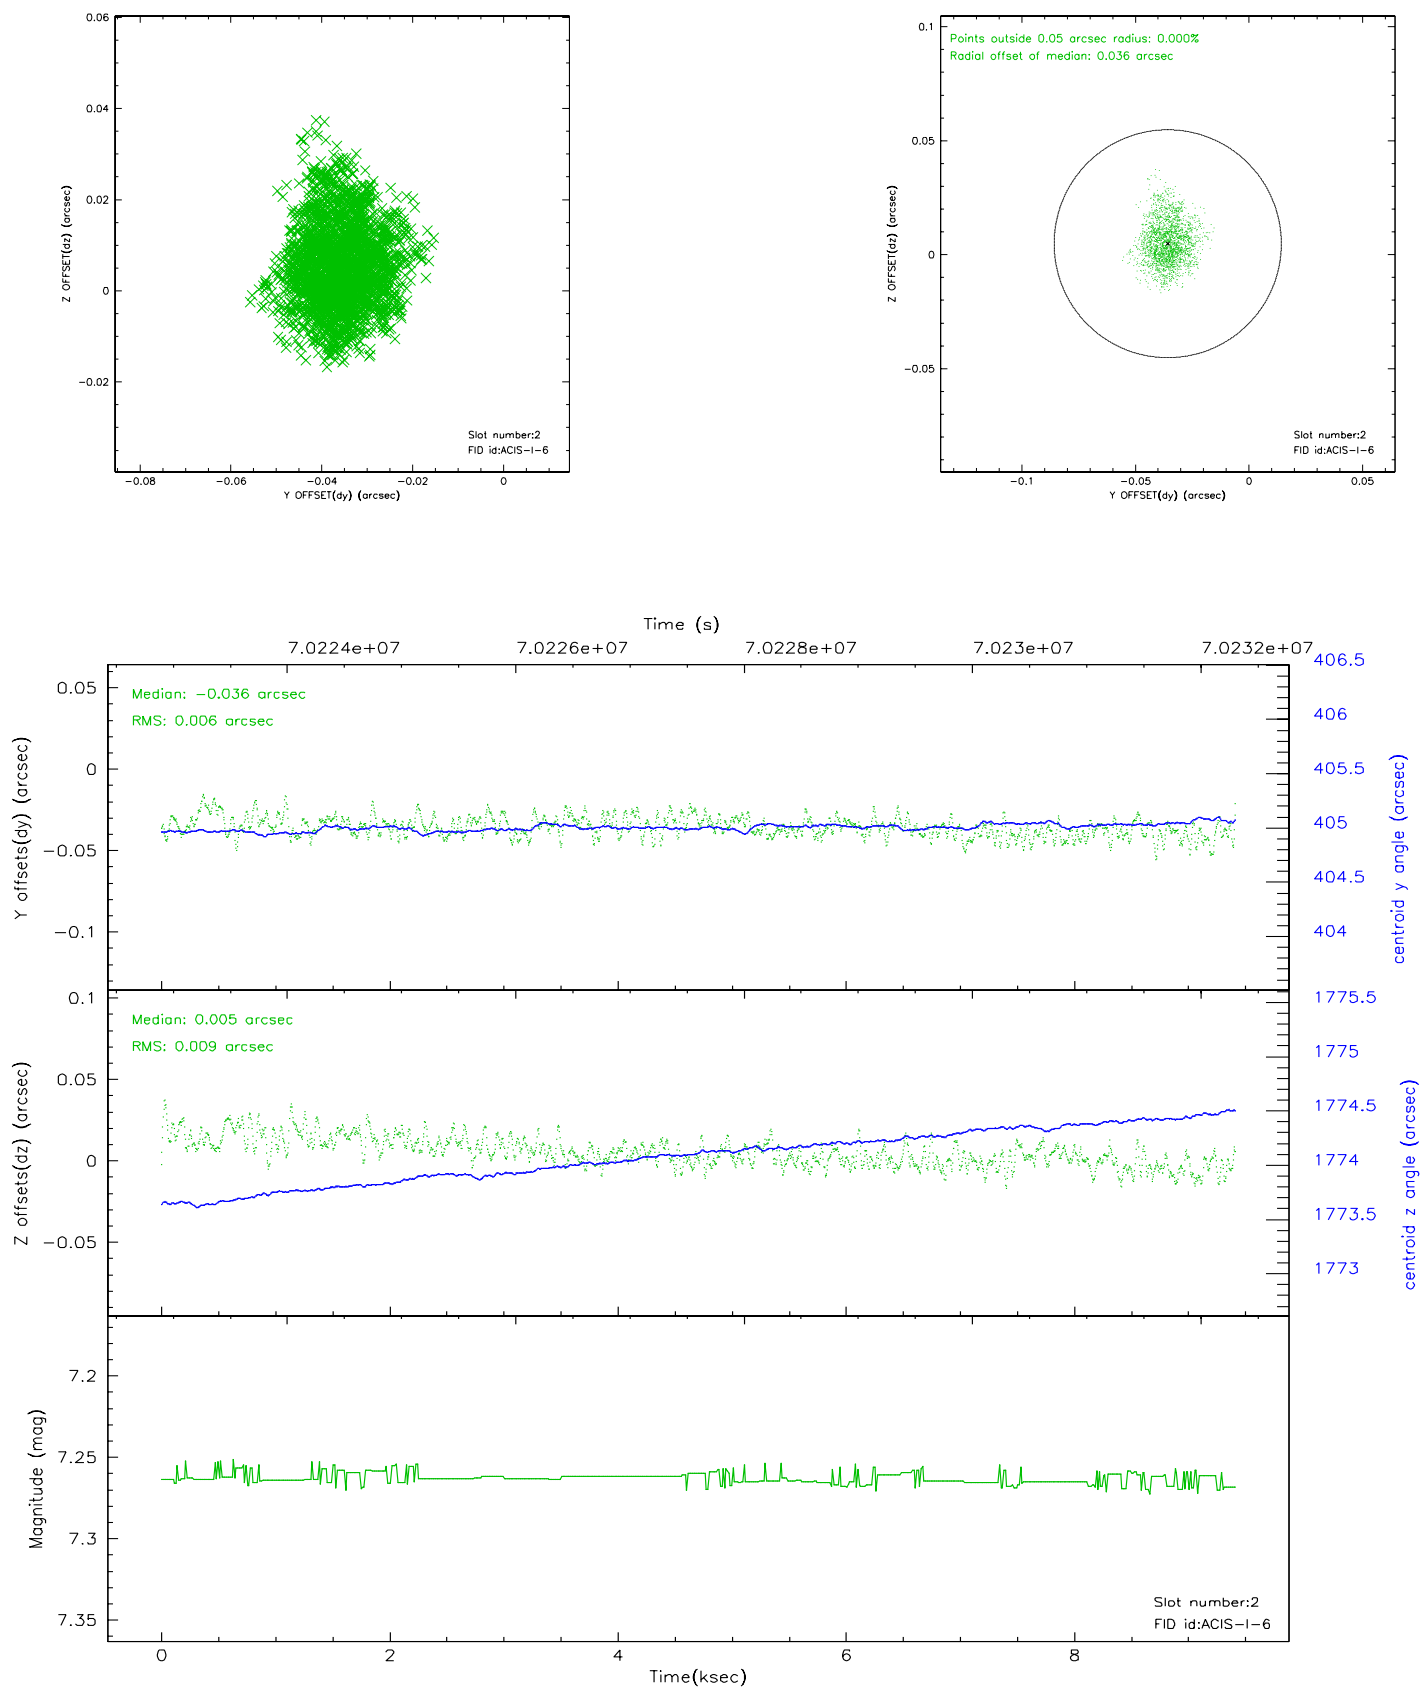 0.06
0.04
0.02
0
−0.02
Z OFFSET(dz) (arcsec)
−0.08 −0.06 −0.04 −0.02 0
Y OFFSET(dy) (arcsec)
Slot number:2
FID id:ACIS−I−6
Points outside 0.05 arcsec radius: 0.000%
Radial offset of median: 0.036 arcsec
0.1
0.05
0
−0.05
Z OFFSET(dz) (arcsec)
−0.1 −0.05 0 0.05
Y OFFSET(dy) (arcsec)
Slot number:2
FID id:ACIS−I−6
Time (s)
7.0224e+07 7.0226e+07 7.0228e+07 7.023e+07 7.0232e+07
Median: −0.036 arcsec
RMS: 0.006 arcsec
0.05
0
−0.05
−0.1
Y offsets(dy) (arcsec)
406.5
406
405.5
405
404.5
404
centroid y angle (arcsec)
Median: 0.005 arcsec
RMS: 0.009 arcsec
0.1
0.05
0
−0.05
Z offsets(dz) (arcsec)
1775.5
1775
1774.5
1774
1773.5
1773
centroid z angle (arcsec)
7.2
7.25
7.3
7.35
Magnitude (mag)
Slot number:2
FID id:ACIS−I−6
0 2 4 6 8
Time(ksec)